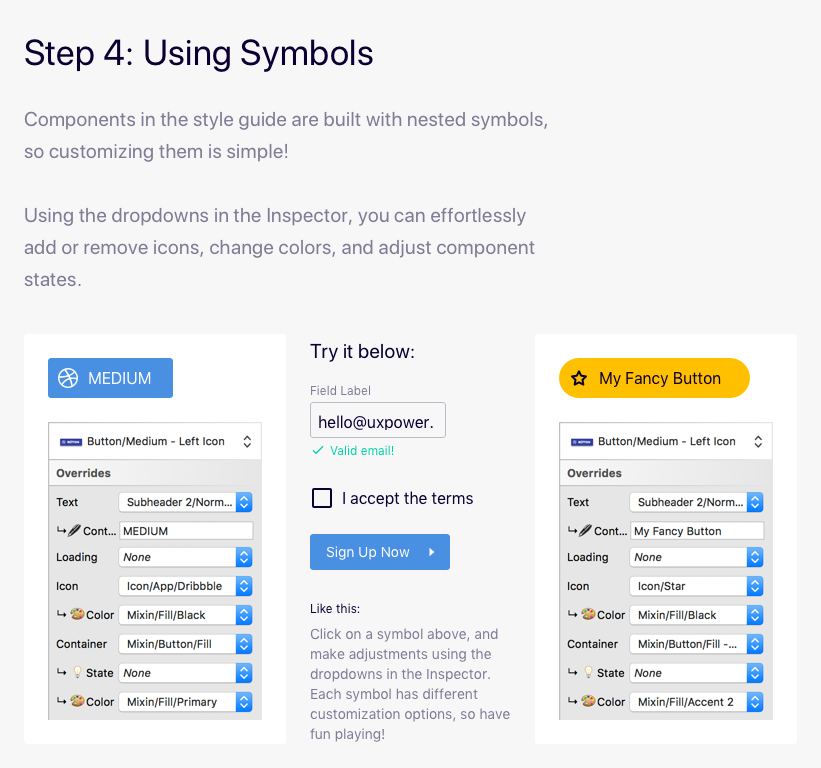 Step 4: Using Symbols
Components in the style guide are built with nested symbols,
so customizing them is simple!
Using the dropdowns in the Inspector, you can effortlessly
add or remove icons, change colors, and adjust component
states.
MEDIUM
Button/Medium - Left Icon
Overrides
Text Subheader 2/Norm...
Cont... MEDIUM
Loading None
Icon Icon/App/Dribbble
Color Mixin/Fill/Black
Container Mixin/Button/Fill
State None
Color Mixin/Fill/Primary
Try it below:
Field Label
hello@uxpower.
Valid email!
I accept the terms
Sign Up Now
Like this:
Click on a symbol above, and
make adjustments using the
dropdowns in the Inspector.
Each symbol has different
customization options, so have
fun playing!
My Fancy Button
Button/Medium - Left Icon
Overrides
Text Subheader 2/Norm...
Cont... My Fancy Button
Loading None
Icon Icon/Star
Color Mixin/Fill/Black
Container Mixin/Button/Fill -...
State None
Color Mixin/Fill/Accent 2